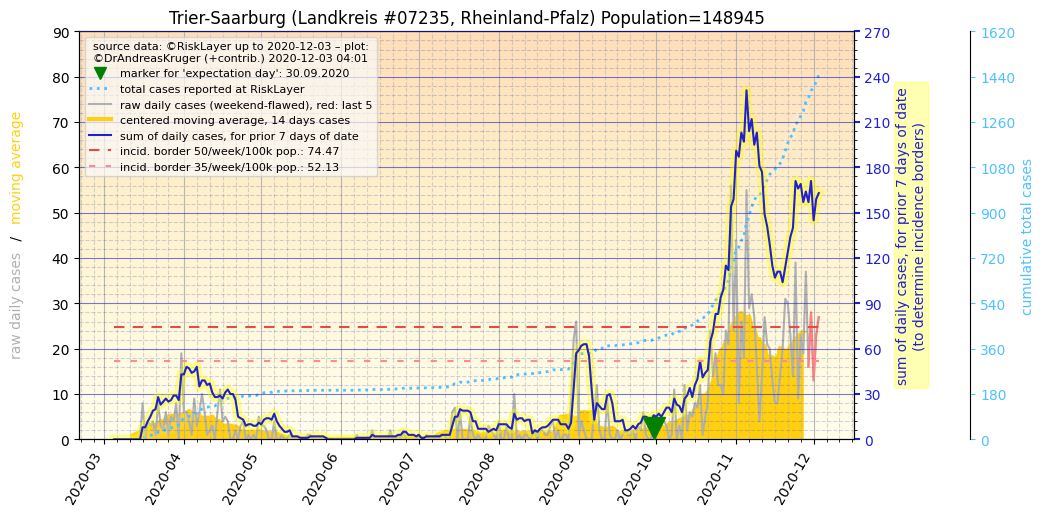 Trier-Saarburg (Landkreis #07235, Rheinland-Pfalz) Population=148945
source data: ©RiskLayer up to 2020-12-03 – plot:
©DrAndreasKruger (+contrib.) 2020-12-03 04:01
marker for 'expectation day': 30.09.2020
total cases reported at RiskLayer
raw daily cases (weekend-flawed), red: last 5
centered moving average, 14 days cases
sum of daily cases, for prior 7 days of date
incid. border 50/week/100k pop.: 74.47
incid. border 35/week/100k pop.: 52.13
raw daily cases / moving average
90
80
70
60
50
40
30
20
10
0
2020-03
2020-04
2020-05
2020-06
2020-07
2020-08
2020-09
2020-10
2020-11
2020-12
270
240
210
180
150
120
90
60
30
0
sum of daily cases, for prior 7 days of date
(to determine incidence borders)
1620
1440
1260
1080
900
720
540
360
180
0
cumulative total cases